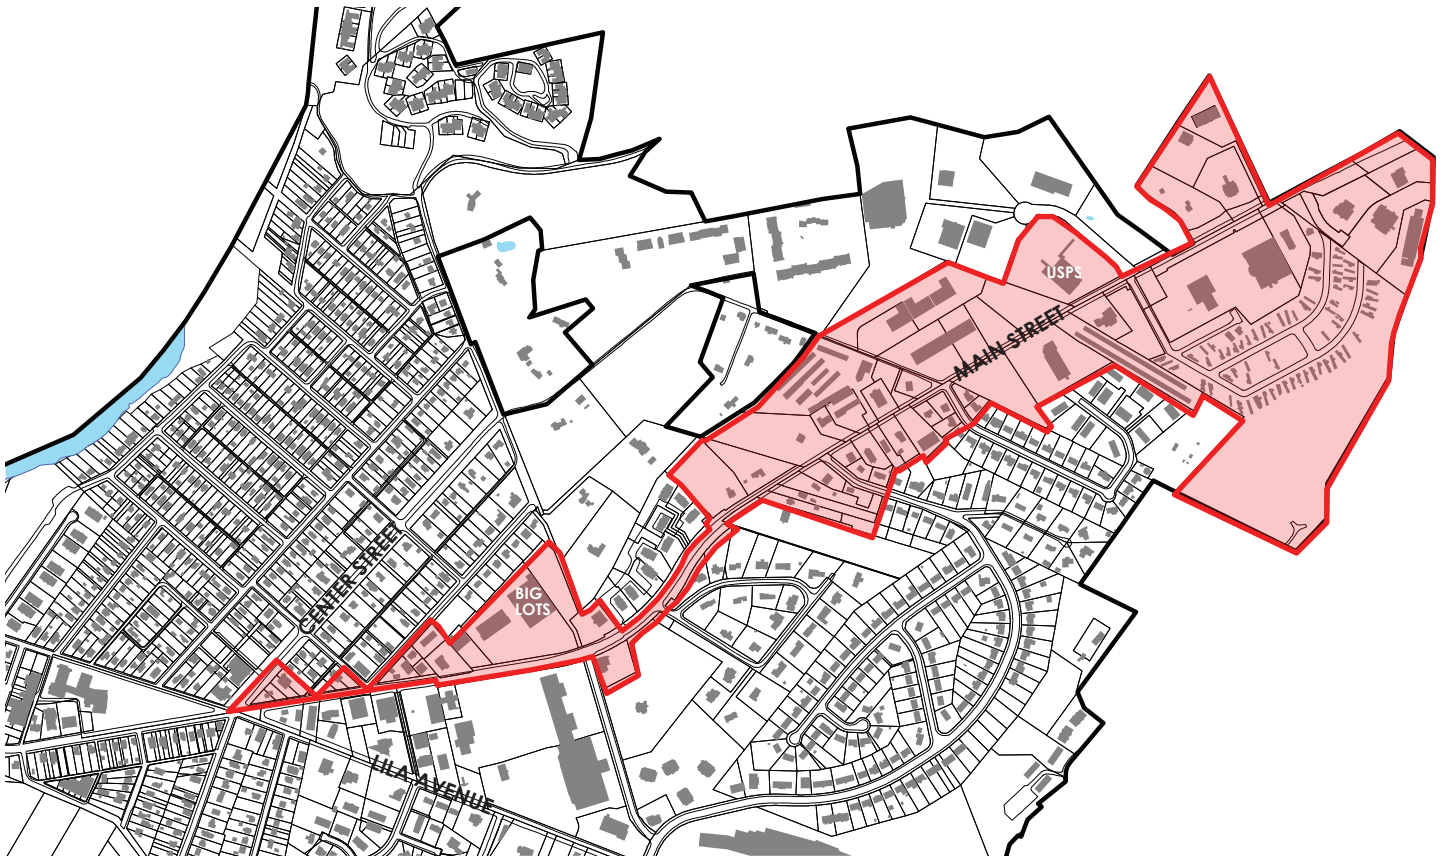 USPS
MAIN STREET
CENTER STREET
BIG
LOTS
LILA AVENUE